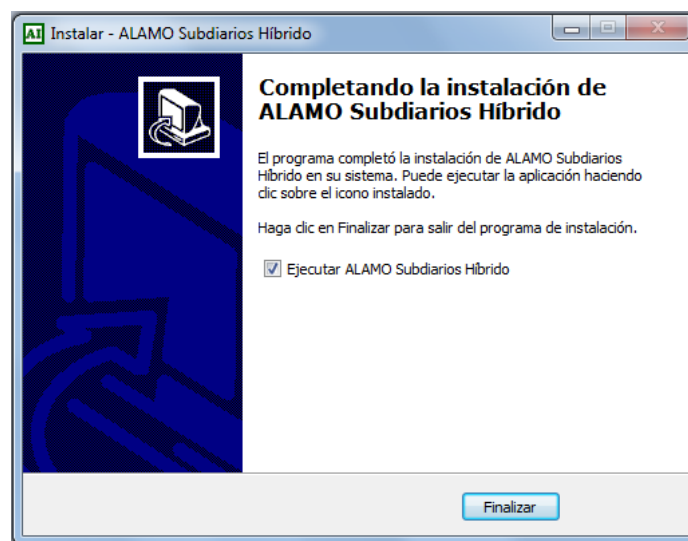 AI Instalar - ALAMO Subdiarios Híbrido
Completando la instalación de
ALAMO Subdiarios Híbrido
El programa completó la instalación de ALAMO Subdiarios
Híbrido en su sistema. Puede ejecutar la aplicación haciendo
clic sobre el icono instalado.
Haga clic en Finalizar para salir del programa de instalación.
Ejecutar ALAMO Subdiarios Híbrido
Finalizar